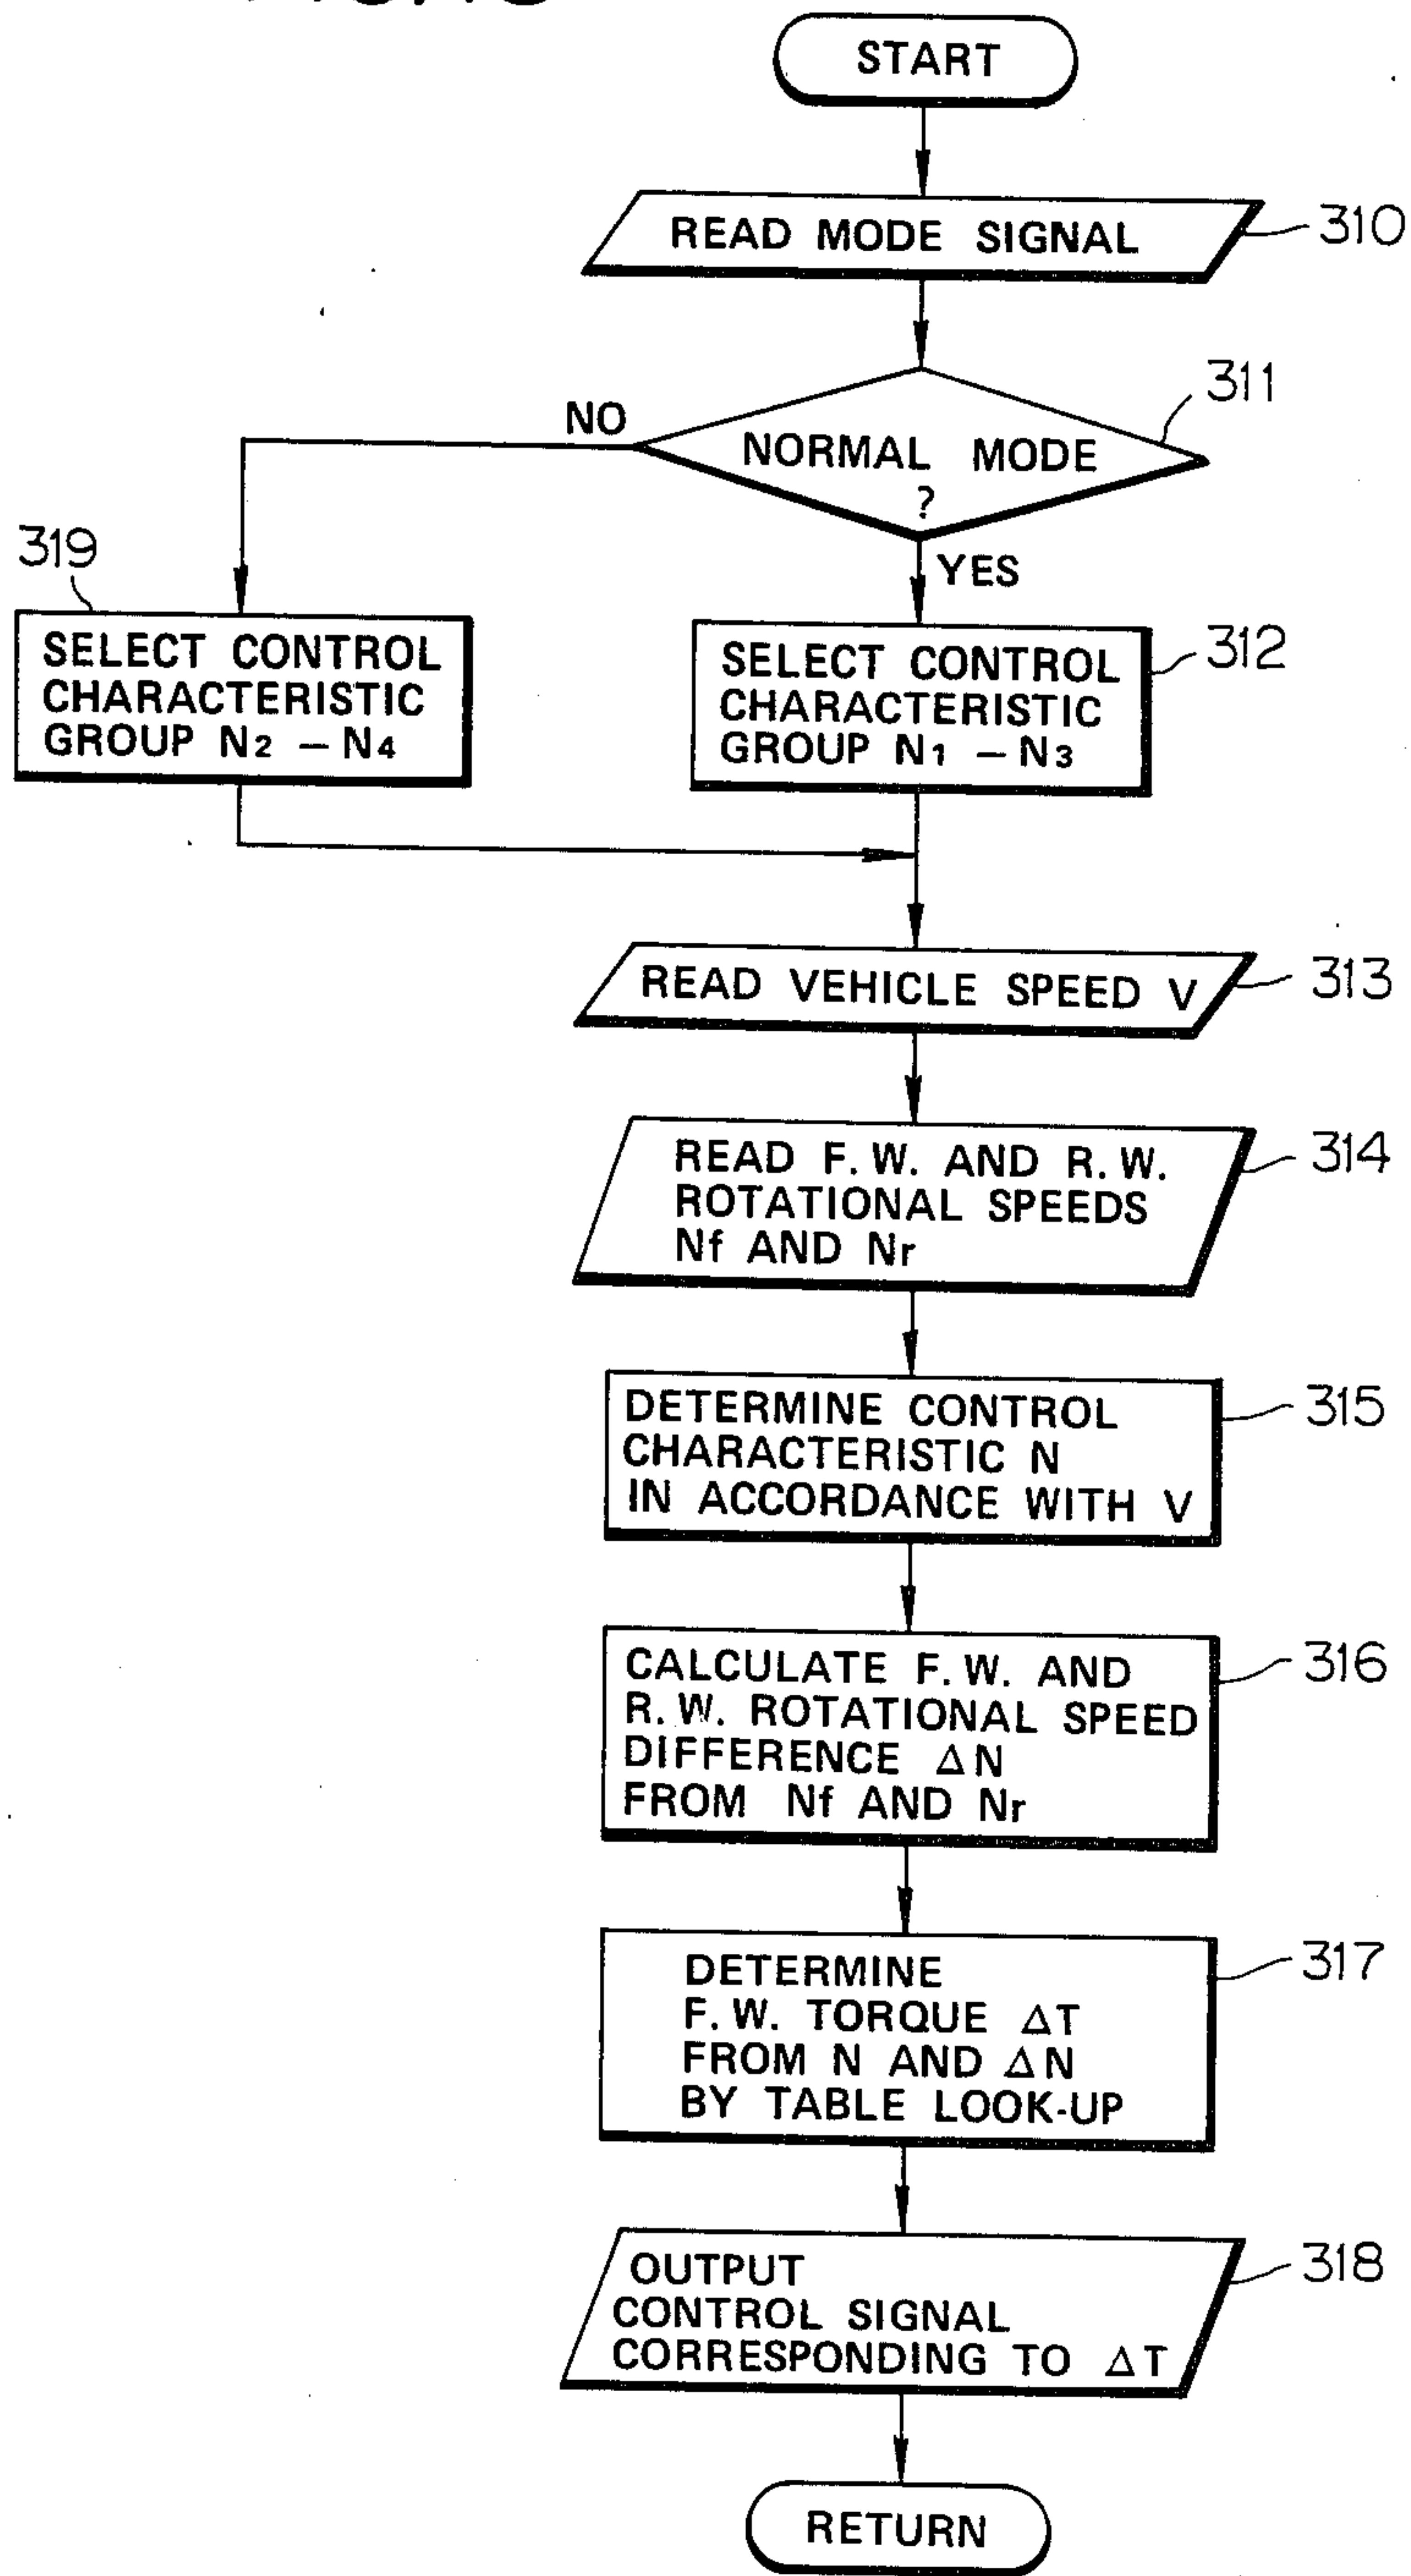 START
READ MODE SIGNAL
310
311
NO
NORMAL MODE
?
YES
319
SELECT CONTROL
CHARACTERISTIC
GROUP N2 – N4
312
SELECT CONTROL
CHARACTERISTIC
GROUP N1 – N3
READ VEHICLE SPEED V
313
READ F.W. AND R.W.
ROTATIONAL SPEEDS
Nf AND Nr
314
DETERMINE CONTROL
CHARACTERISTIC N
IN ACCORDANCE WITH V
315
CALCULATE F.W. AND
R.W. ROTATIONAL SPEED
DIFFERENCE ΔN
FROM Nf AND Nr
316
DETERMINE
F.W. TORQUE ΔT
FROM N AND ΔN
BY TABLE LOOK-UP
317
OUTPUT
CONTROL SIGNAL
CORRESPONDING TO ΔT
318
RETURN